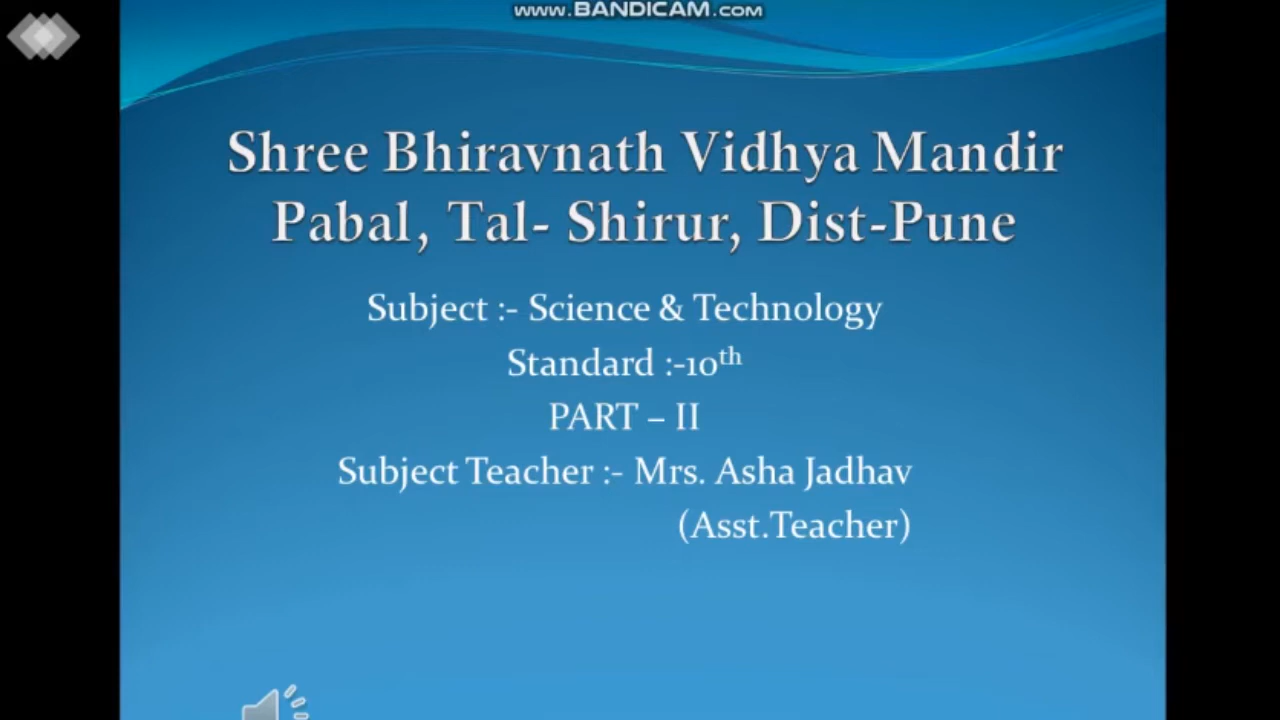 www.BANDICAM.com
Shree Bhiravnath Vidhya Mandir
Pabal, Tal- Shirur, Dist-Pune
Subject :- Science & Technology
Standard :-10th
PART – II
Subject Teacher :- Mrs. Asha Jadhav
(Asst.Teacher)